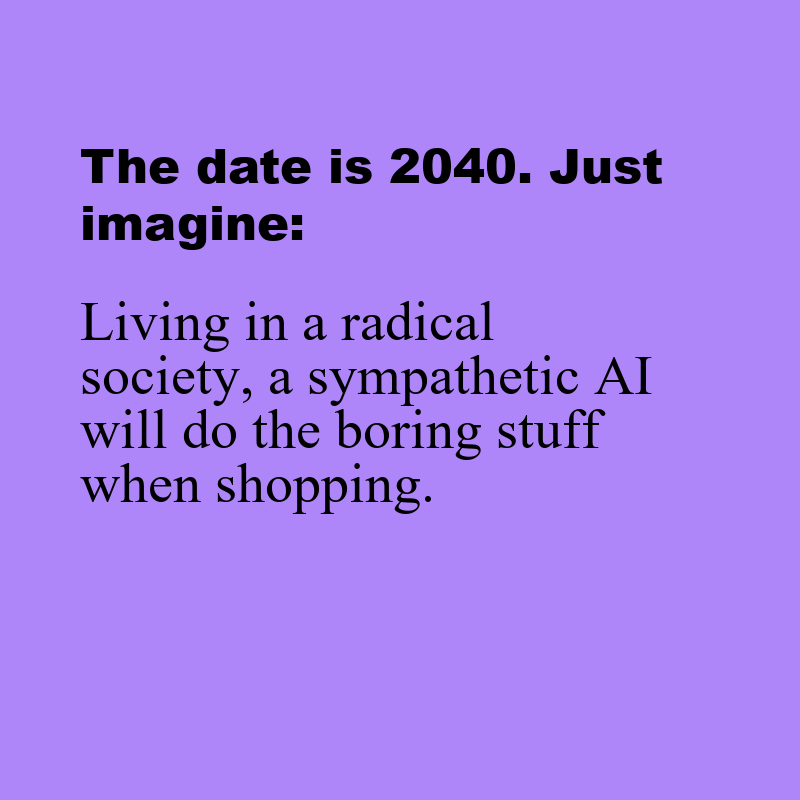 The date is 2040. Just
imagine:
Living in a radical
society, a sympathetic AI
will do the boring stuff
when shopping.